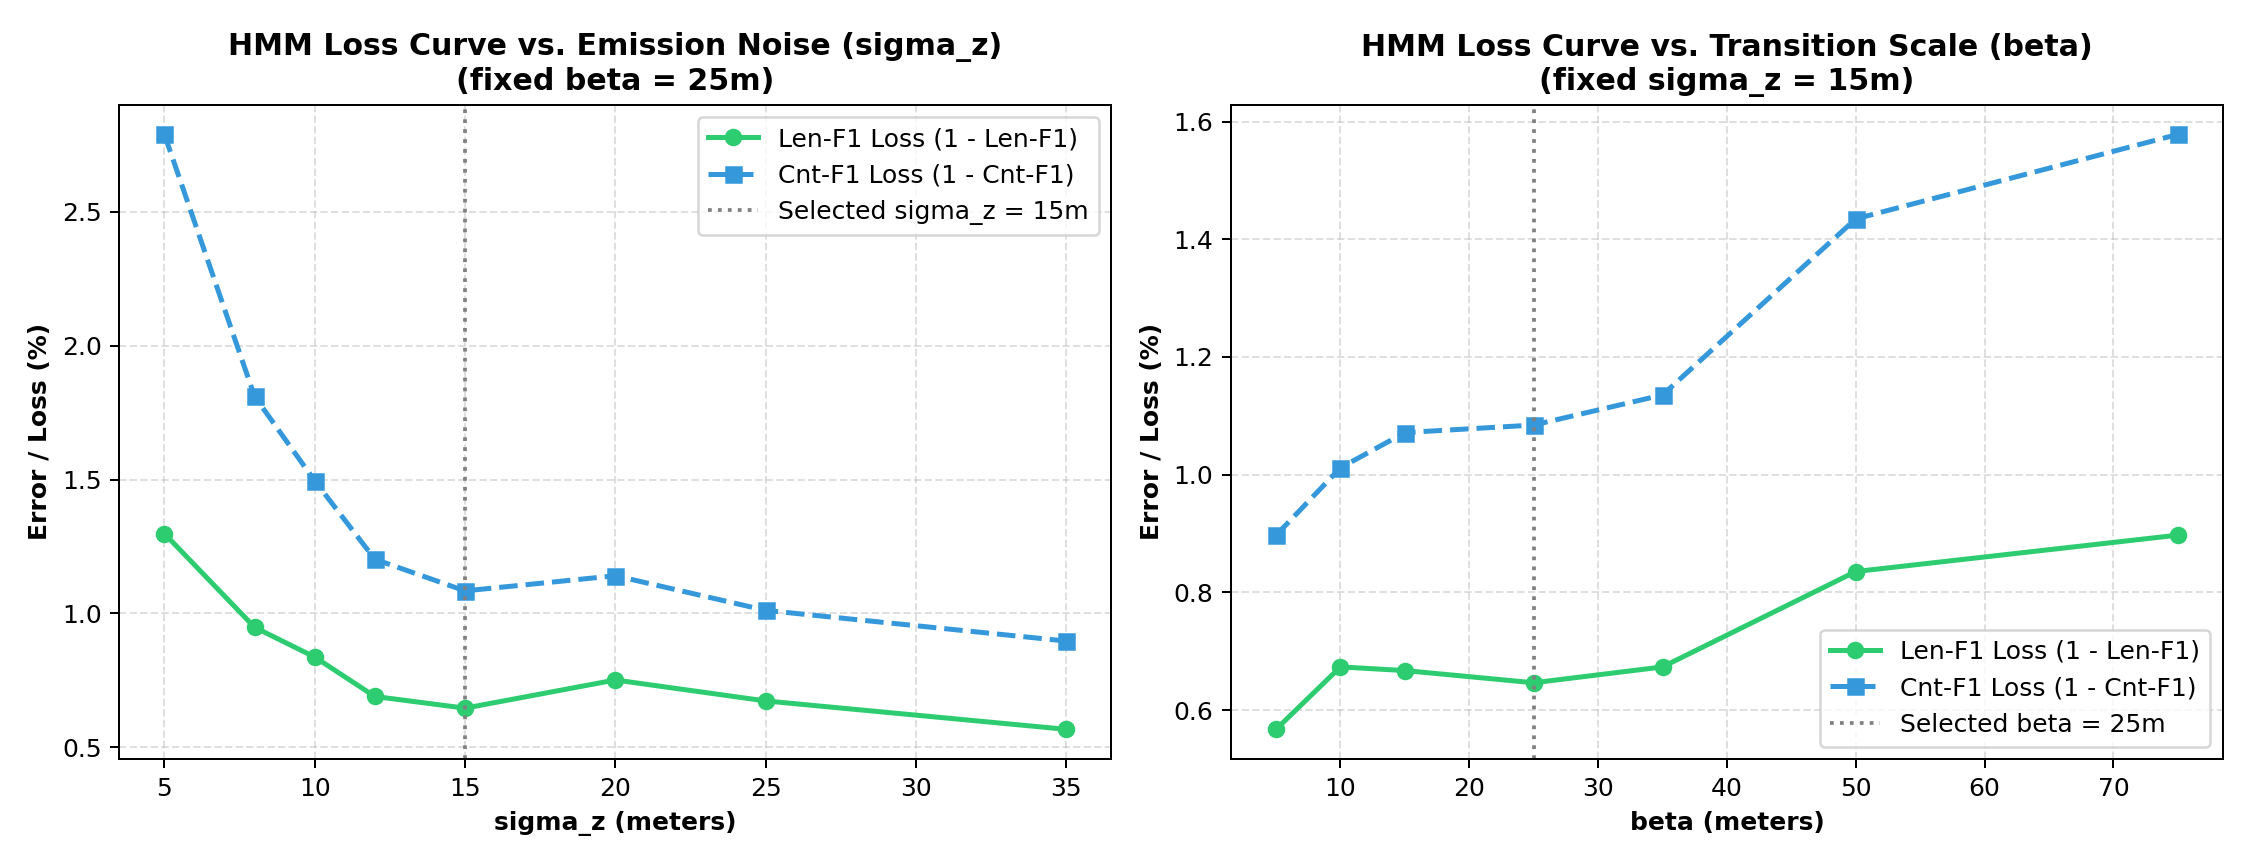 HMM Loss Curve vs. Emission Noise (sigma_z)
(fixed beta = 25m)
Error / Loss (%)
2.5
2.0
1.5
1.0
0.5
Len-F1 Loss (1 - Len-F1)
Cnt-F1 Loss (1 - Cnt-F1)
Selected sigma_z = 15m
5 10 15 20 25 30 35
sigma_z (meters)
HMM Loss Curve vs. Transition Scale (beta)
(fixed sigma_z = 15m)
Error / Loss (%)
1.6
1.4
1.2
1.0
0.8
0.6
Len-F1 Loss (1 - Len-F1)
Cnt-F1 Loss (1 - Cnt-F1)
Selected beta = 25m
10 20 30 40 50 60 70
beta (meters)